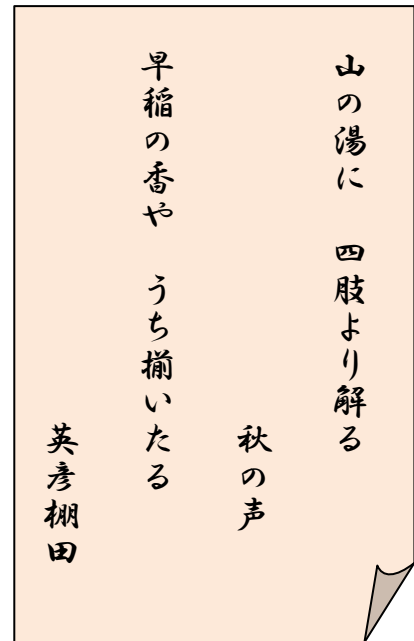 山の湯に　四肢より解る
秋の声
早稲の香や　うち揃いたる
英彦棚田